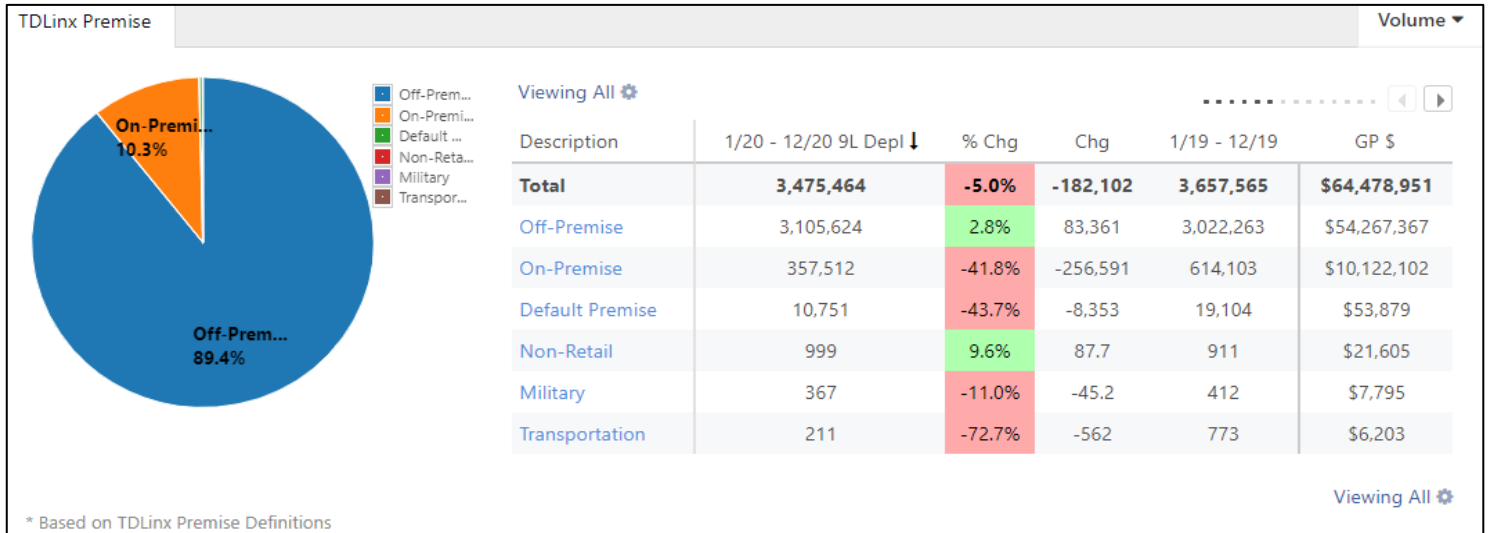 TDLinx Premise
Volume
On-Premi...
10.3%
Off-Prem...
89.4%
Off-Prem...
On-Premi...
Default ...
Non-Reta...
Military
Transpor...
Viewing All
Description 1/20 - 12/20 9L Depl % Chg Chg 1/19 - 12/19 GP $
Total 3,475,464 -5.0% -182,102 3,657,565 $64,478,951
Off-Premise 3,105,624 2.8% 83,361 3,022,263 $54,267,367
On-Premise 357,512 -41.8% -256,591 614,103 $10,122,102
Default Premise 10,751 -43.7% -8,353 19,104 $53,879
Non-Retail 999 9.6% 87.7 911 $21,605
Military 367 -11.0% -45.2 412 $7,795
Transportation 211 -72.7% -562 773 $6,203
Viewing All
* Based on TDLinx Premise Definitions